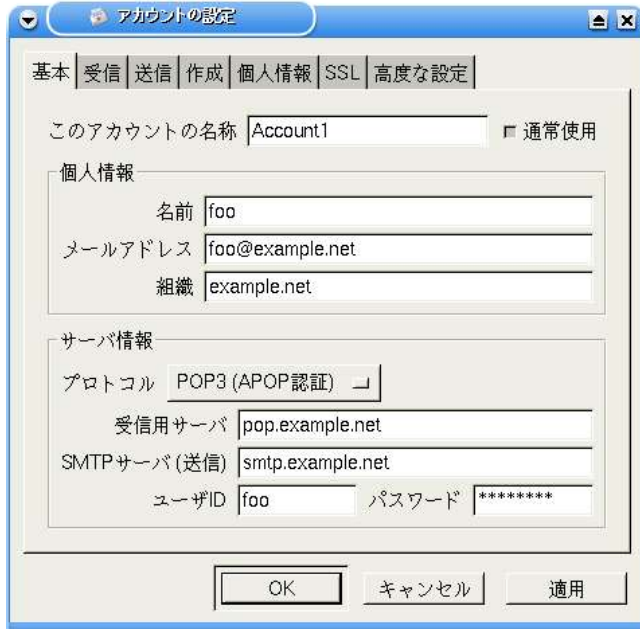 アカウントの設定
基本 受信 送信 作成 個人情報 SSL 高度な設定
このアカウントの名称 Account1 通常使用
個人情報
名前 foo
メールアドレス foo@example.net
組織 example.net
サーバ情報
プロトコル POP3 (APOP認証)
受信用サーバ pop.example.net
SMTPサーバ(送信) smtp.example.net
ユーザID foo パスワード ********
OK キャンセル 適用